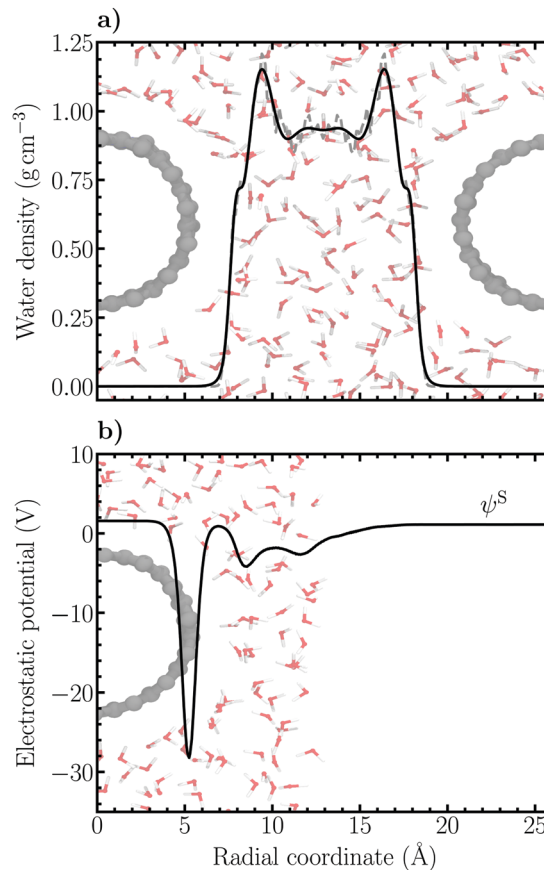 a)
1.25
1.00
0.75
0.50
0.25
0.00
Water density (g cm⁻³)
b)
10
0
−10
−20
−30
Electrostatic potential (V)
ψˢ
0 5 10 15 20 25
Radial coordinate (Å)